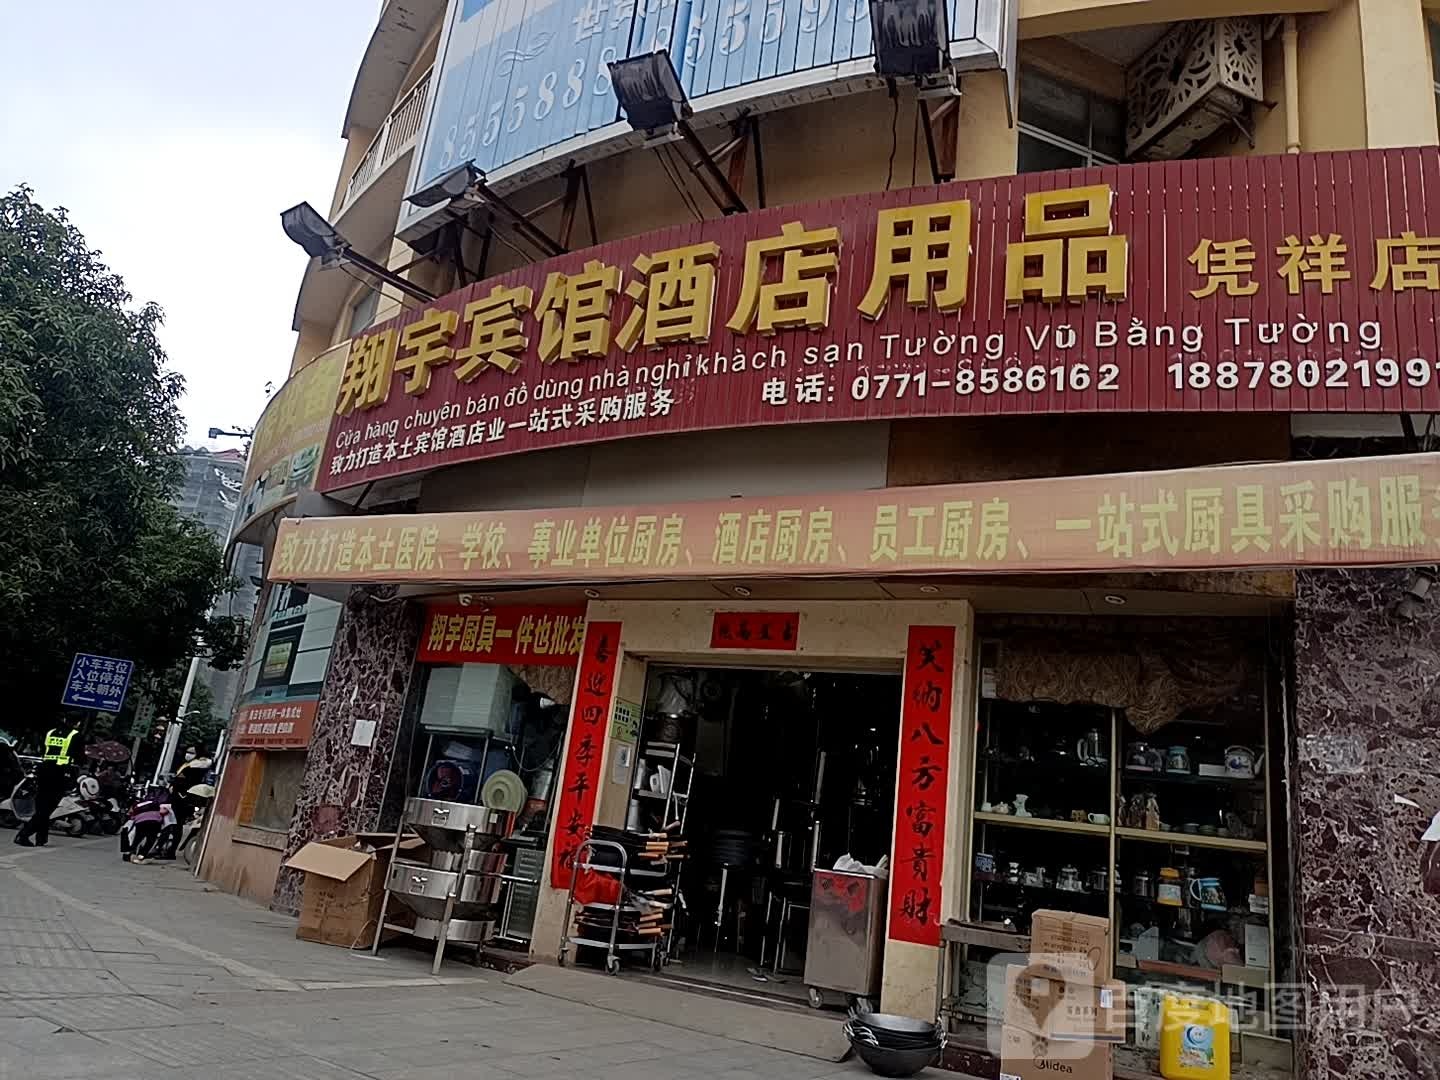 8555888 8555595
翔宇宾馆酒店用品 凭祥店
Cửa hàng chuyên bán đồ dùng nhà nghỉ khách sạn Tường Vũ Bằng Tường
致力打造本土宾馆酒店业一站式采购服务
电话: 0771-8586162 1887802199
致力打造本土医院、学校、事业单位厨房、酒店厨房、员工厨房、一站式厨具采购服
翔宇厨具一件也批发
喜迎四季平安福
笑纳八方富贵财
小车车位
入位停放
车头朝外
Midea
百度地图用户